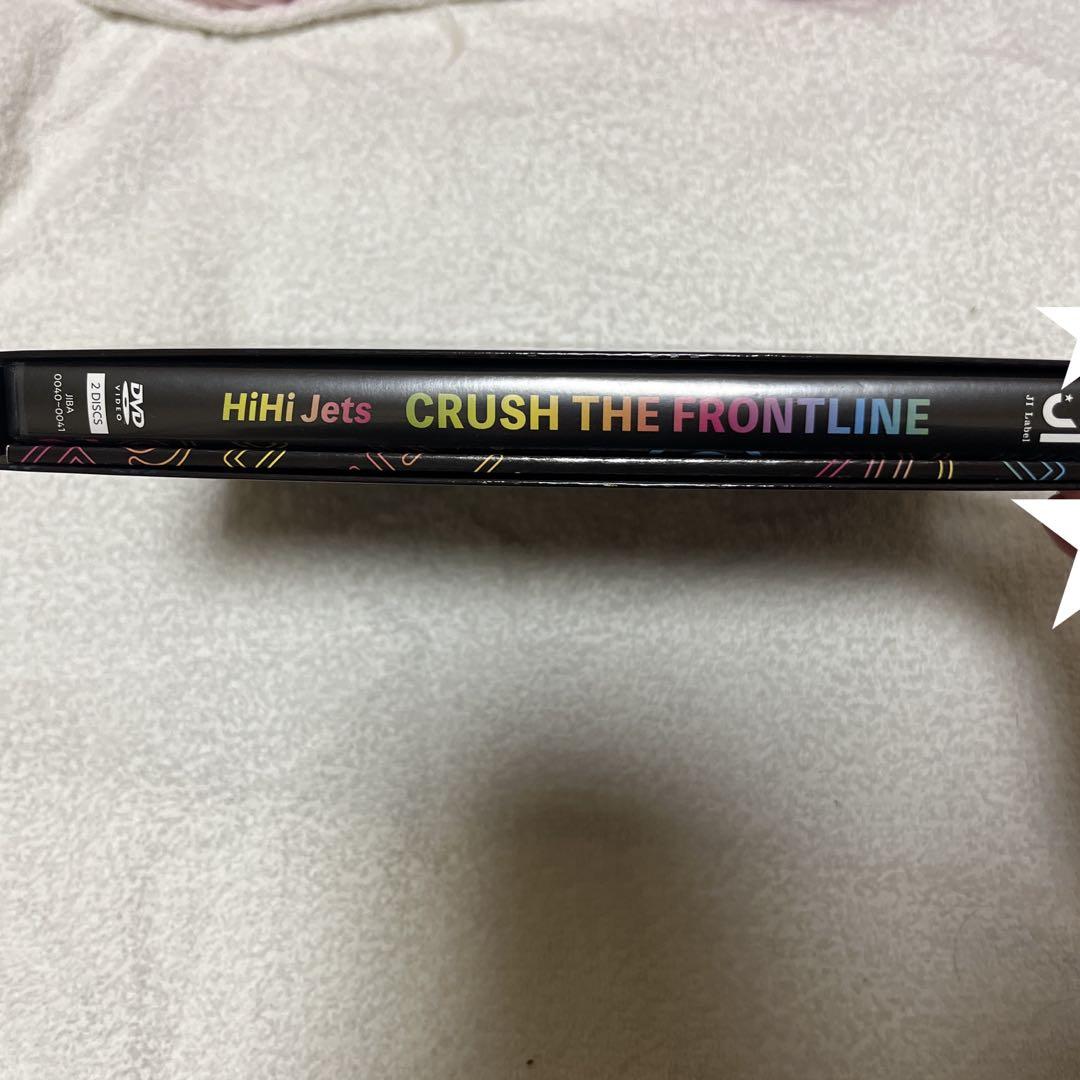 JIBA
0040~0041
2 DISCS
DVD
VIDEO
HiHi Jets CRUSH THE FRONTLINE
JI Label